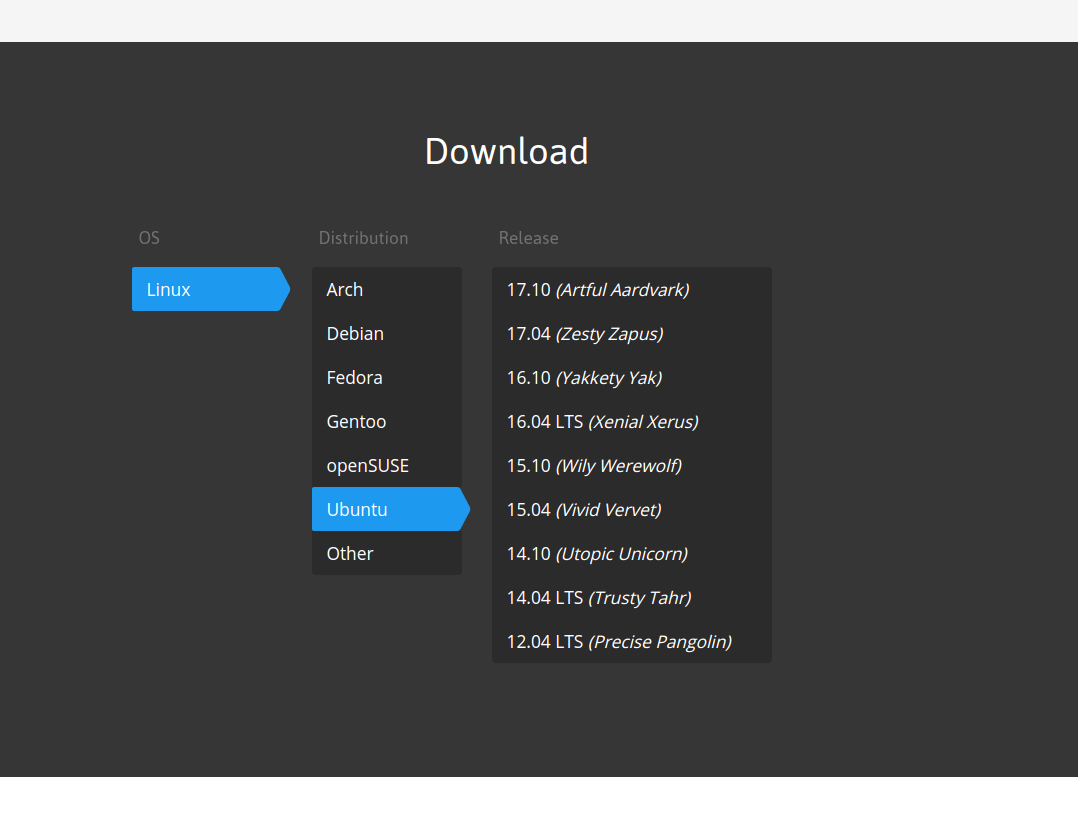 Download
OS
Distribution
Release
Linux
Arch
Debian
Fedora
Gentoo
openSUSE
Ubuntu
Other
17.10 (Artful Aardvark)
17.04 (Zesty Zapus)
16.10 (Yakkety Yak)
16.04 LTS (Xenial Xerus)
15.10 (Wily Werewolf)
15.04 (Vivid Vervet)
14.10 (Utopic Unicorn)
14.04 LTS (Trusty Tahr)
12.04 LTS (Precise Pangolin)